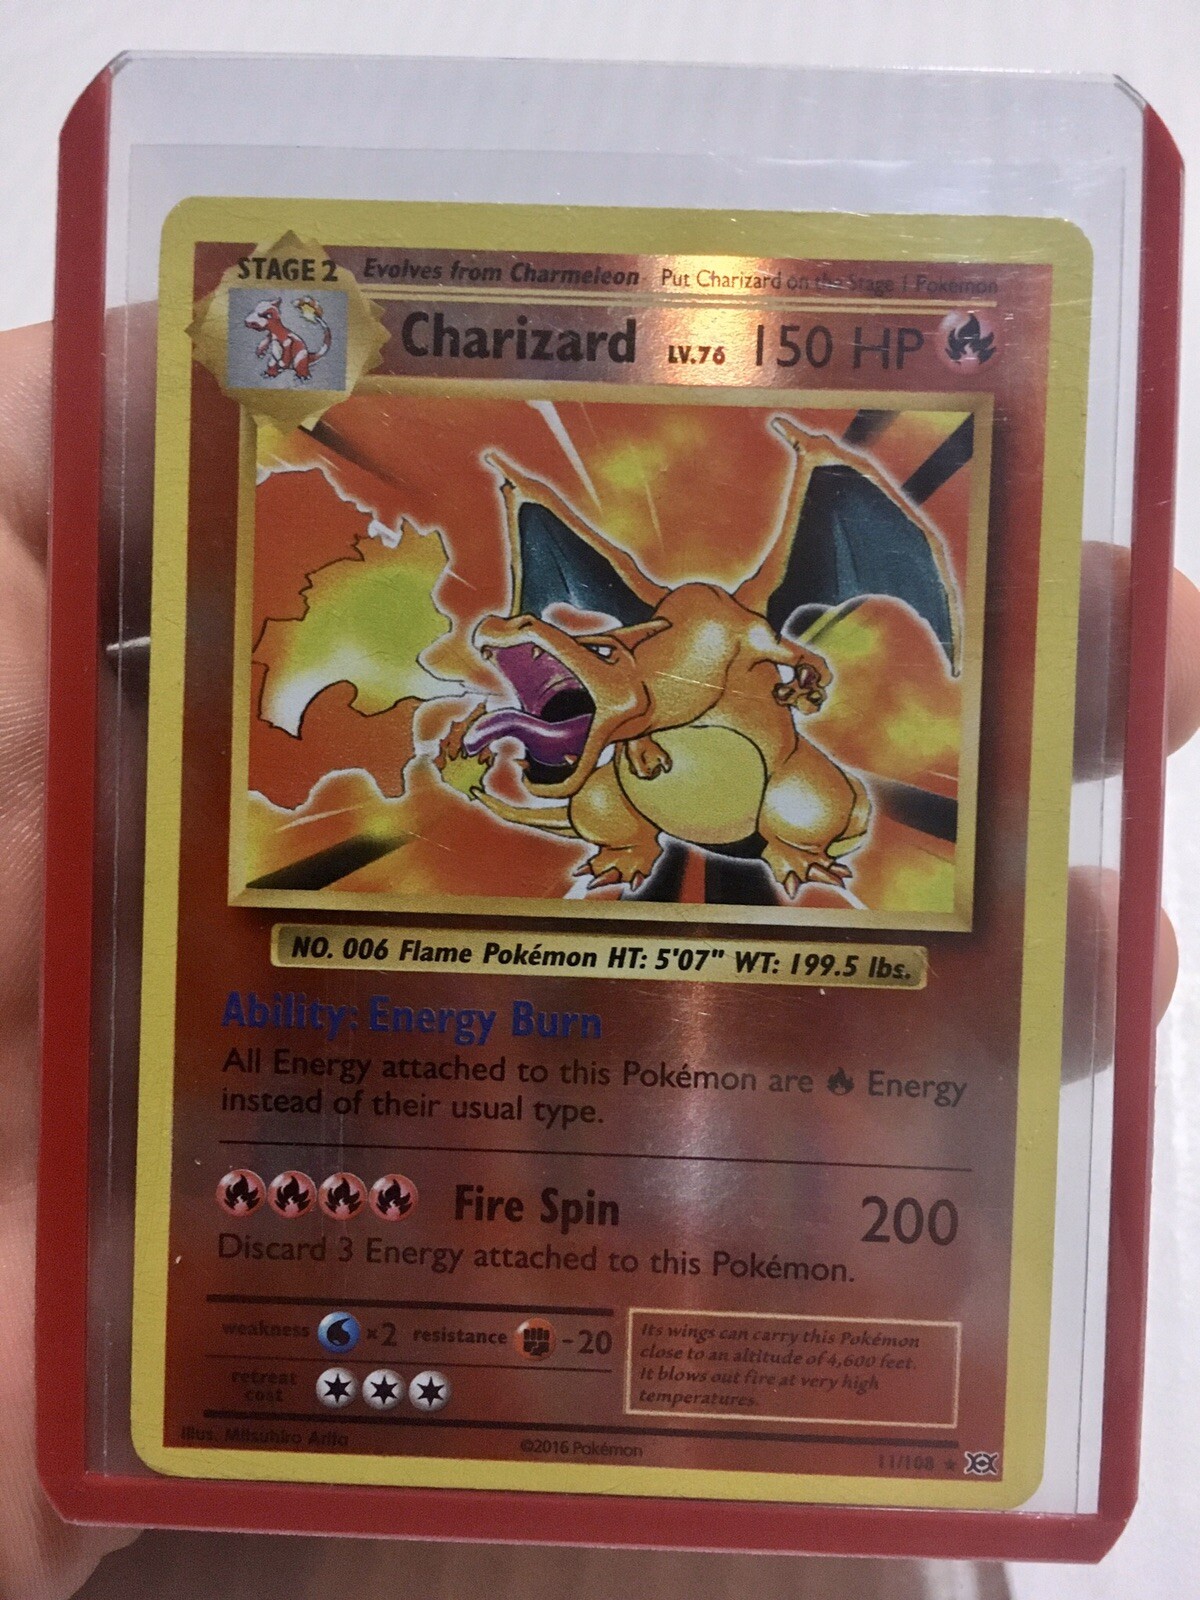 STAGE 2 Evolves from Charmeleon Put Charizard on the Stage 1 Pokémon
Charizard LV.76 150 HP
NO. 006 Flame Pokémon HT: 5'07" WT: 199.5 lbs.
Ability: Energy Burn
All Energy attached to this Pokémon are Energy
instead of their usual type.
Fire Spin 200
Discard 3 Energy attached to this Pokémon.
weakness ×2 resistance -20
retreat
cost
Its wings can carry this Pokémon
close to an altitude of 4,600 feet.
It blows out fire at very high
temperatures.
Illus. Mitsuhiro Arita
©2016 Pokémon
11/108 ★